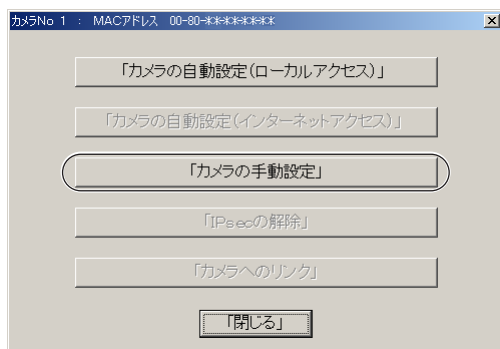 カメラNo 1 : MACアドレス 00-80-**-**-**-**
「カメラの自動設定(ローカルアクセス)」
「カメラの自動設定(インターネットアクセス)」
「カメラの手動設定」
「IPsecの解除」
「カメラへのリンク」
「閉じる」